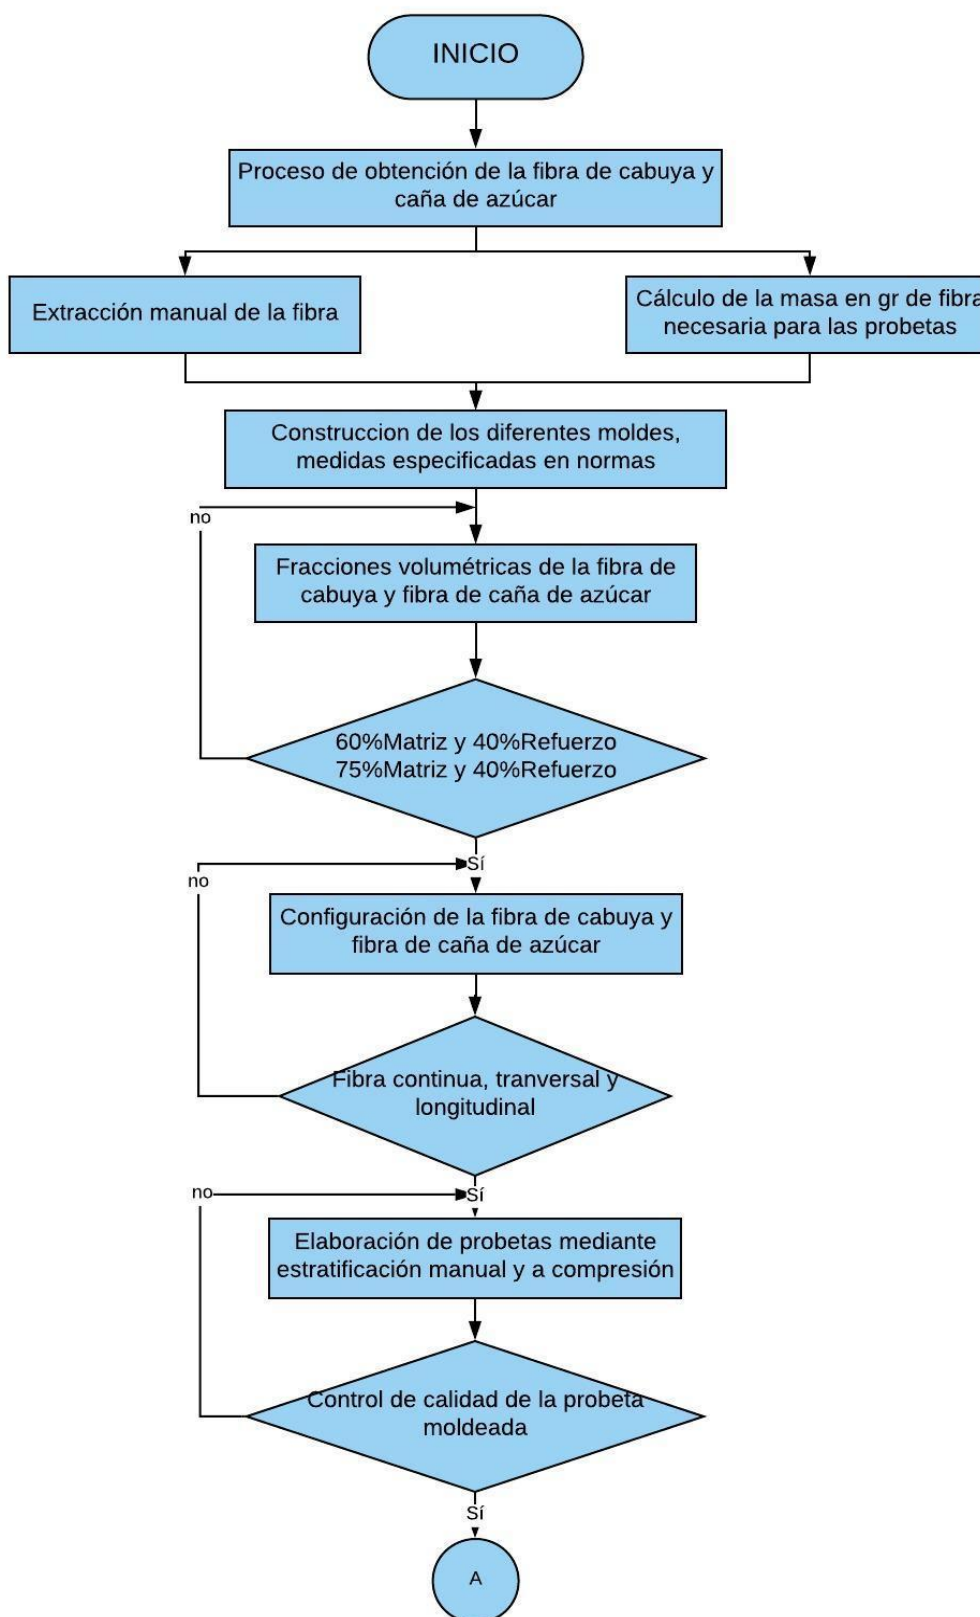 INICIO
Proceso de obtención de la fibra de cabuya y
caña de azúcar
Extracción manual de la fibra
Cálculo de la masa en gr de fibra
necesaria para las probetas
Construccion de los diferentes moldes,
medidas especificadas en normas
no
Fracciones volumétricas de la fibra de
cabuya y fibra de caña de azúcar
60%Matriz y 40%Refuerzo
75%Matriz y 40%Refuerzo
Sí
no
Configuración de la fibra de cabuya y
fibra de caña de azúcar
Fibra continua, tranversal y
longitudinal
no
Sí
Elaboración de probetas mediante
estratificación manual y a compresión
Control de calidad de la probeta
moldeada
Sí
A